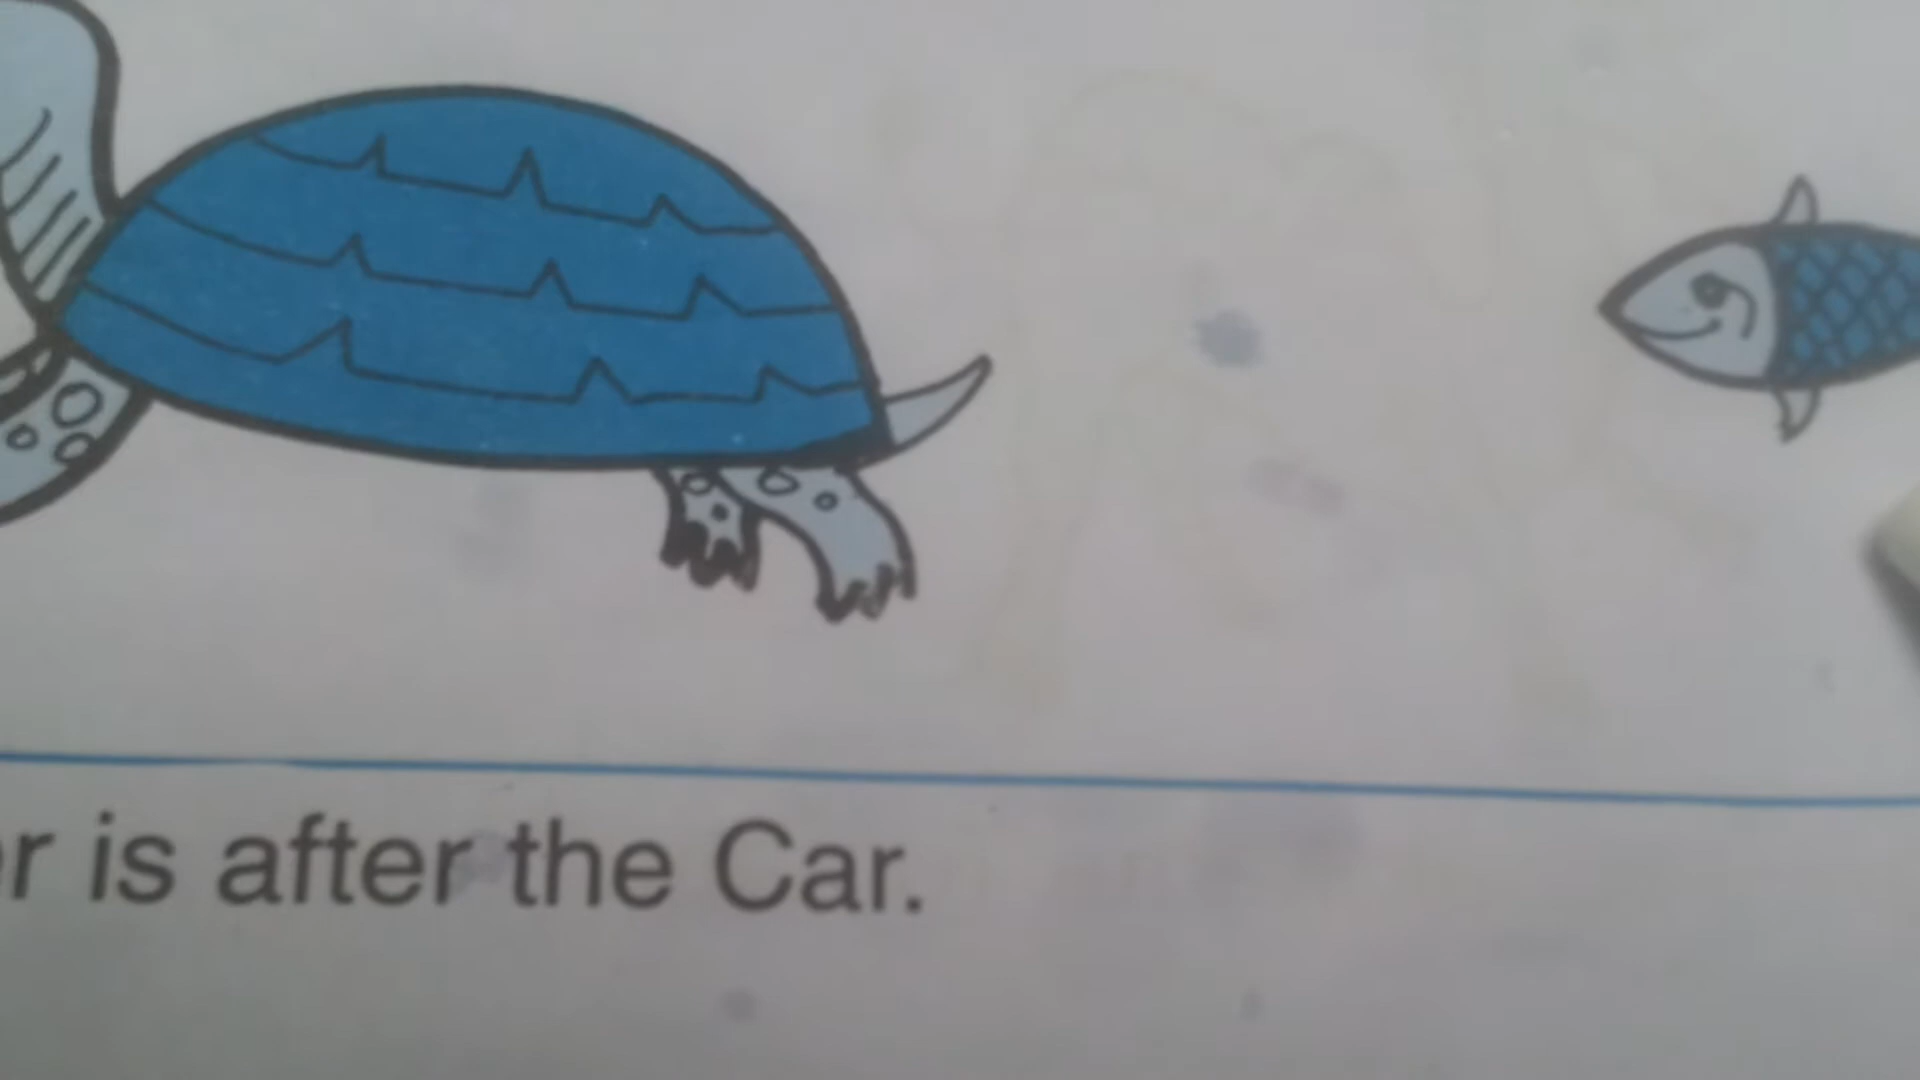 is after the Car.